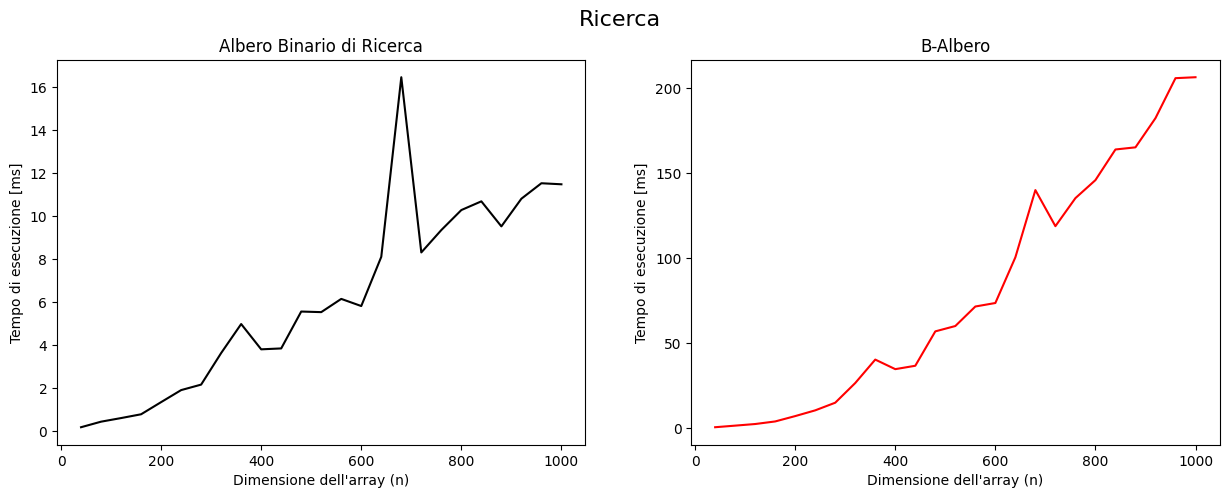 Ricerca
Albero Binario di Ricerca
Tempo di esecuzione [ms]
16
14
12
10
8
6
4
2
0
0 200 400 600 800 1000
Dimensione dell'array (n)
B-Albero
Tempo di esecuzione [ms]
200
150
100
50
0
0 200 400 600 800 1000
Dimensione dell'array (n)